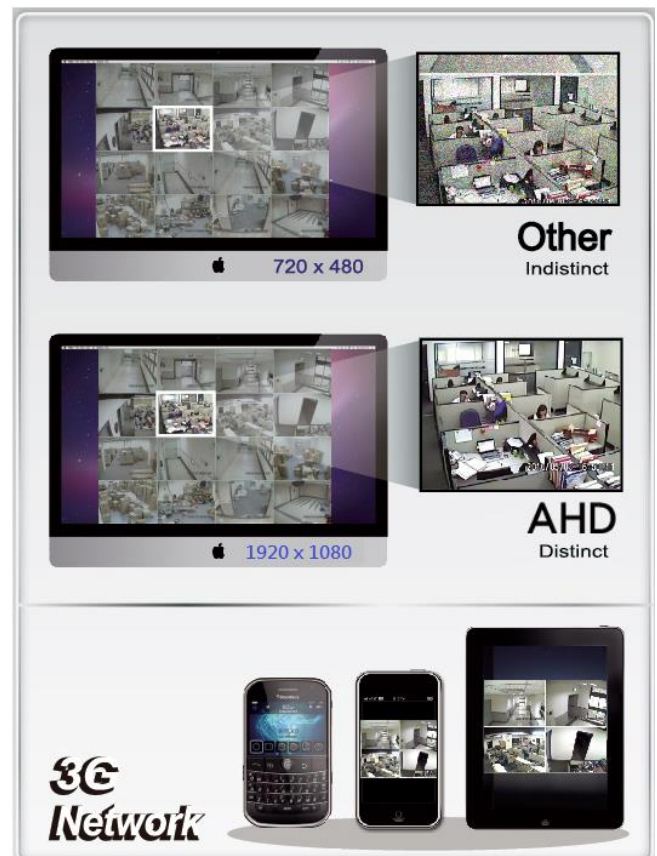 Other
Indistinct
720 x 480
AHD
Distinct
1920 x 1080
3G
Network